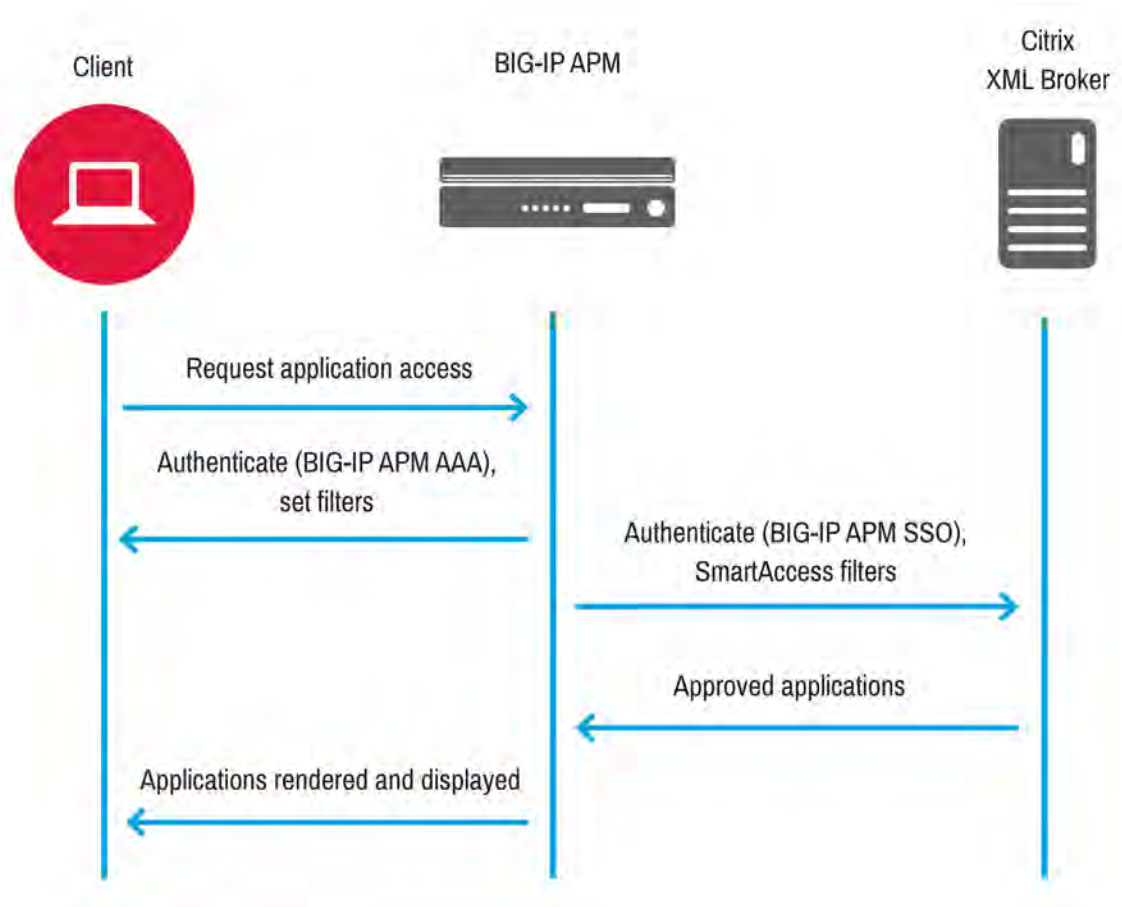 Client
BIG-IP APM
Citrix
XML Broker
Request application access
Authenticate (BIG-IP APM AAA),
set filters
Authenticate (BIG-IP APM SSO),
SmartAccess filters
Approved applications
Applications rendered and displayed